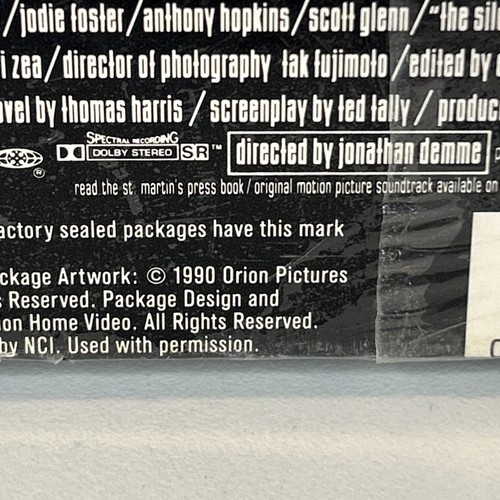 /jodie foster/anthony hopkins/scott glenn/"the sil
i zea/director of photography tak fujimoto/edited by
ovel by thomas harris/screenplay by ted tally/produc
SPECTRAL RECORDING
DOLBY STEREO SR™ directed by jonathan demme
®
read the st. martin's press book/original motion picture soundtrack available on
actory sealed packages have this mark
ckage Artwork: © 1990 Orion Pictures
s Reserved. Package Design and
on Home Video. All Rights Reserved.
by NCI. Used with permission.